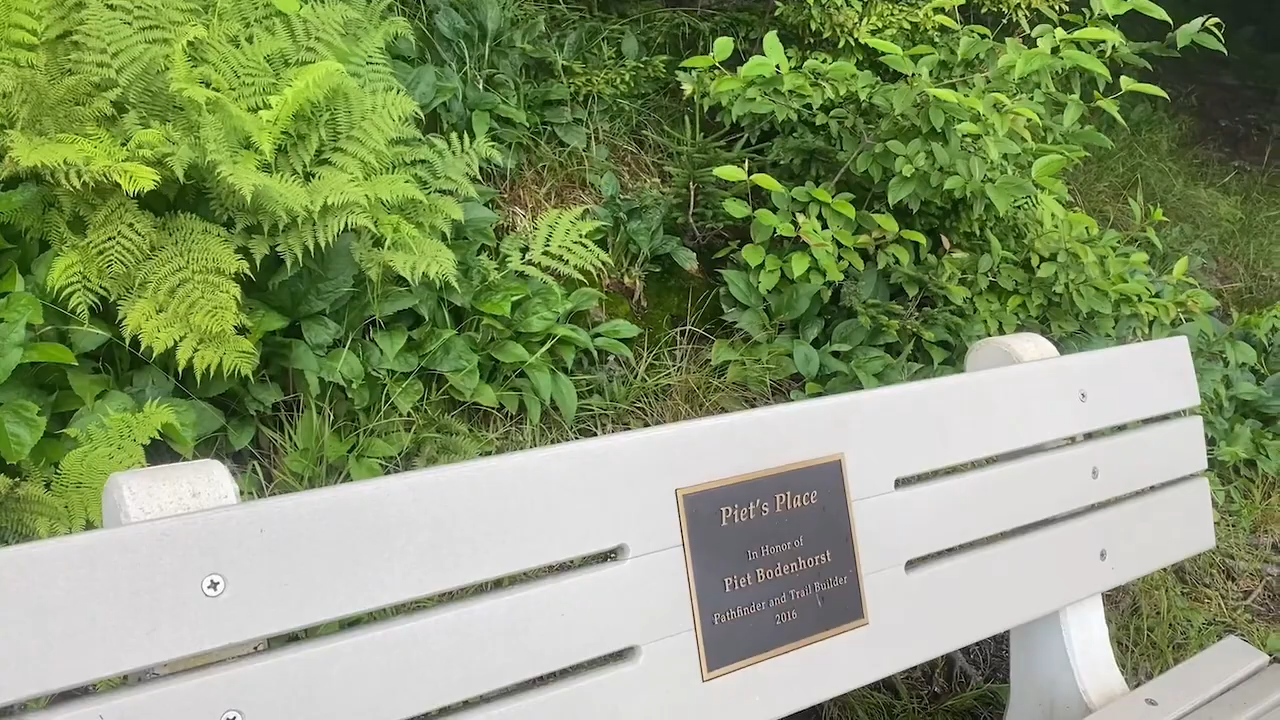 Piet's Place
In Honor of
Piet Bodenhorst
Pathfinder and Trail Builder
2016